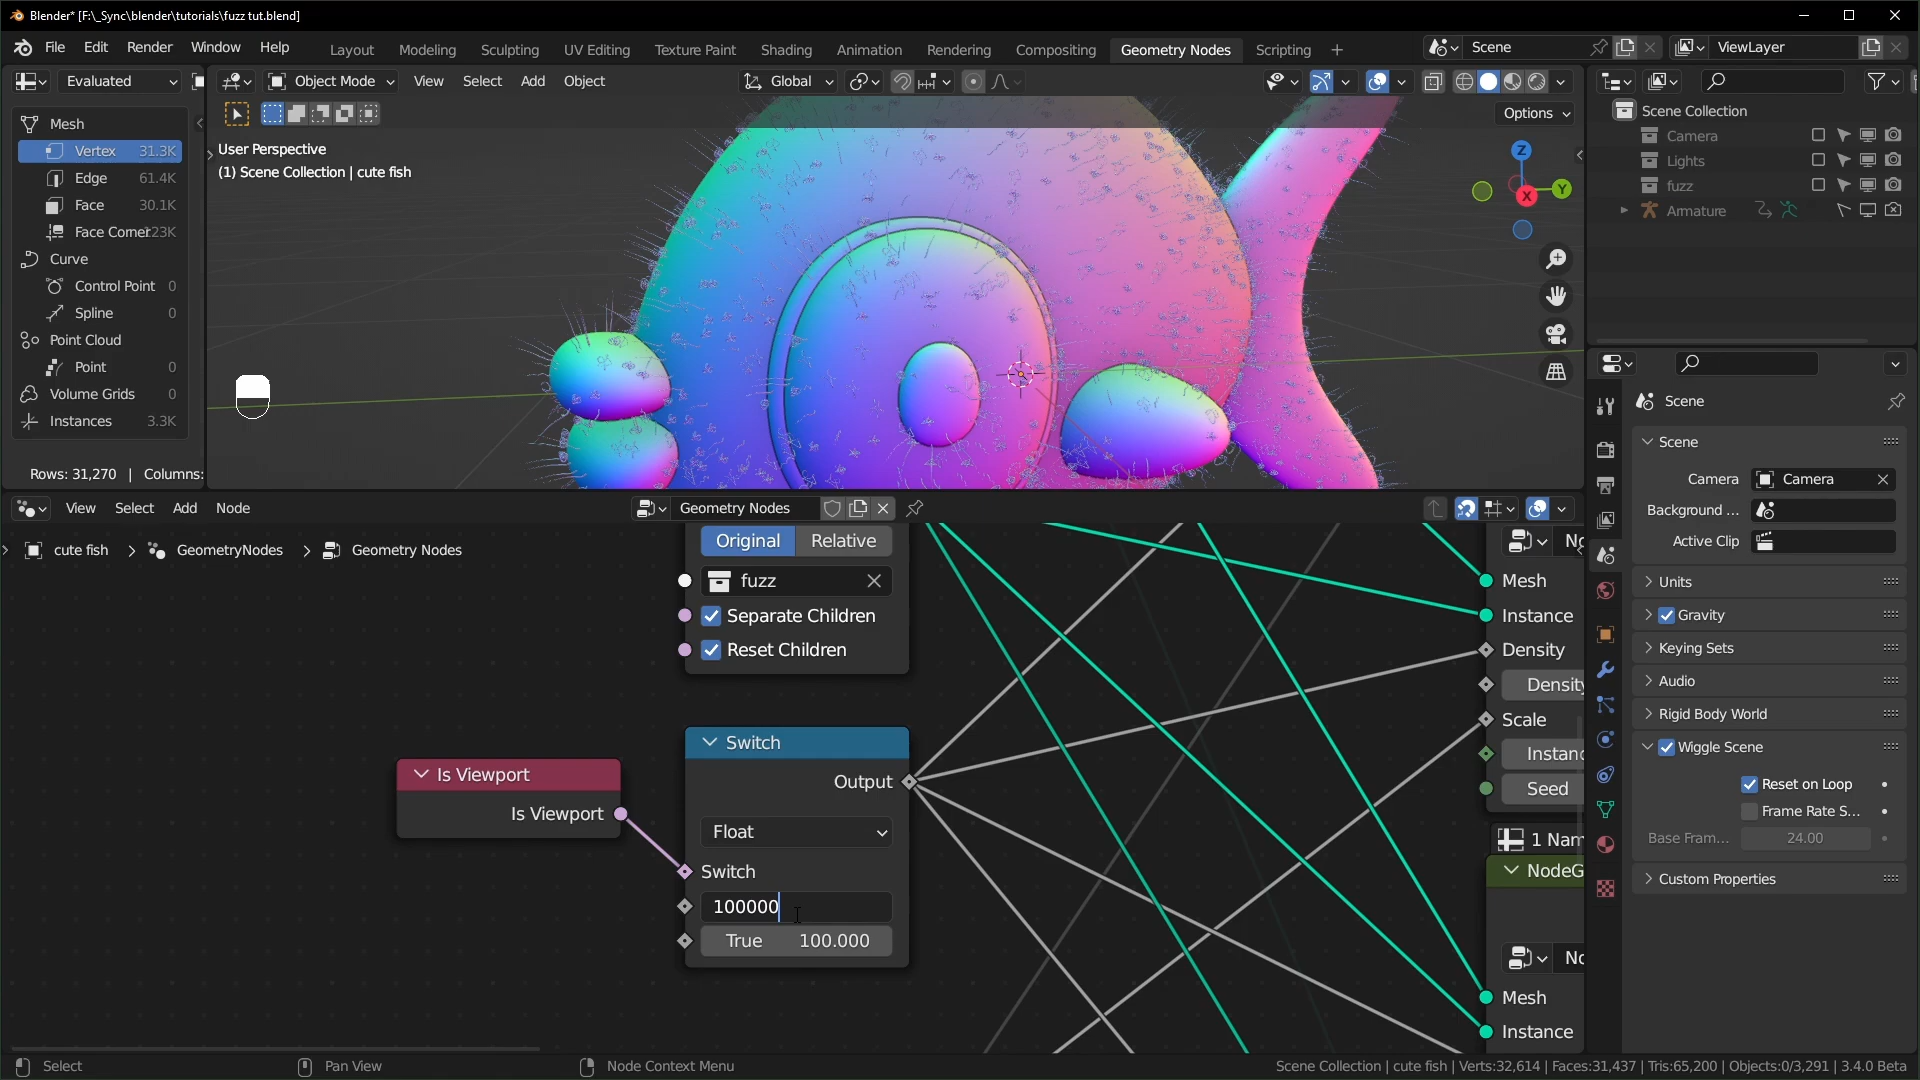 Blender* [F:\_Sync\blender\tutorials\fuzz tut.blend]
File Edit Render Window Help
Layout Modeling Sculpting UV Editing Texture Paint Shading Animation Rendering Compositing Geometry Nodes Scripting +
Scene
ViewLayer
Evaluated
Object Mode View Select Add Object
Global
Options
Mesh
Vertex 31.3K
Edge 61.4K
Face 30.1K
Face Corner 123K
Curve
Control Point 0
Spline 0
Point Cloud
Point 0
Volume Grids 0
Instances 3.3K
Rows: 31,270 | Columns:
User Perspective
(1) Scene Collection | cute fish
Z
Y
X
Scene Collection
Camera
Lights
fuzz
Armature
View Select Add Node
Geometry Nodes
cute fish > GeometryNodes > Geometry Nodes
Original Relative
fuzz
Separate Children
Reset Children
Is Viewport
Is Viewport
Switch
Output
Float
Switch
100000
True 100.000
Mesh
Instance
Density
Density
Scale
Instanc
Seed
1 Nam
NodeG
Mesh
Instance
Scene
Scene
Camera Camera
Background ...
Active Clip
Units
Gravity
Keying Sets
Audio
Rigid Body World
Wiggle Scene
Reset on Loop
Frame Rate S...
Base Fram... 24.00
Custom Properties
Select
Pan View
Node Context Menu
Scene Collection | cute fish | Verts:32,614 | Faces:31,437 | Tris:65,200 | Objects:0/3,291 | 3.4.0 Beta